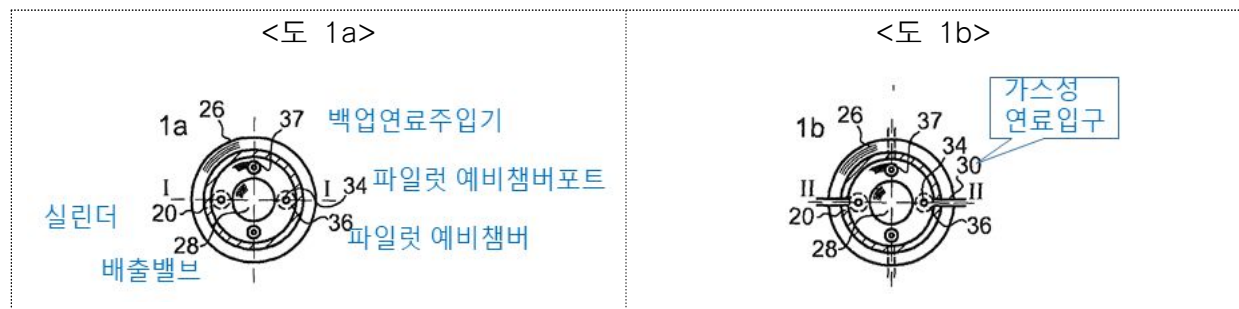 <도 1a>
26
1a
37
백업연료주입기
I
I
34
파일럿 예비챔버포트
20
36
실린더
28
파일럿 예비챔버
배출밸브
<도 1b>
가스성
연료입구
26
37
1b
34
30
II
II
20
36
28